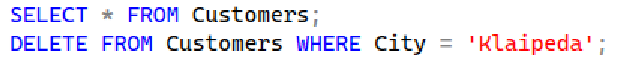 SELECT * FROM Customers;
DELETE FROM Customers WHERE City = 'Klaipeda';